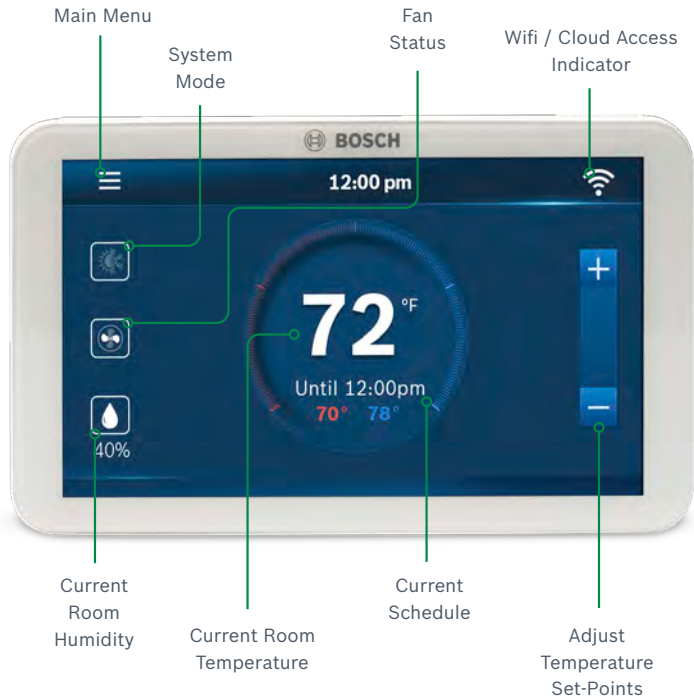 Main Menu
System
Mode
Fan
Status
Wifi / Cloud Access
Indicator
BOSCH
12:00 pm
72 °F
Until 12:00pm
70° 78°
+
−
40%
Current
Room
Humidity
Current Room
Temperature
Current
Schedule
Adjust
Temperature
Set-Points